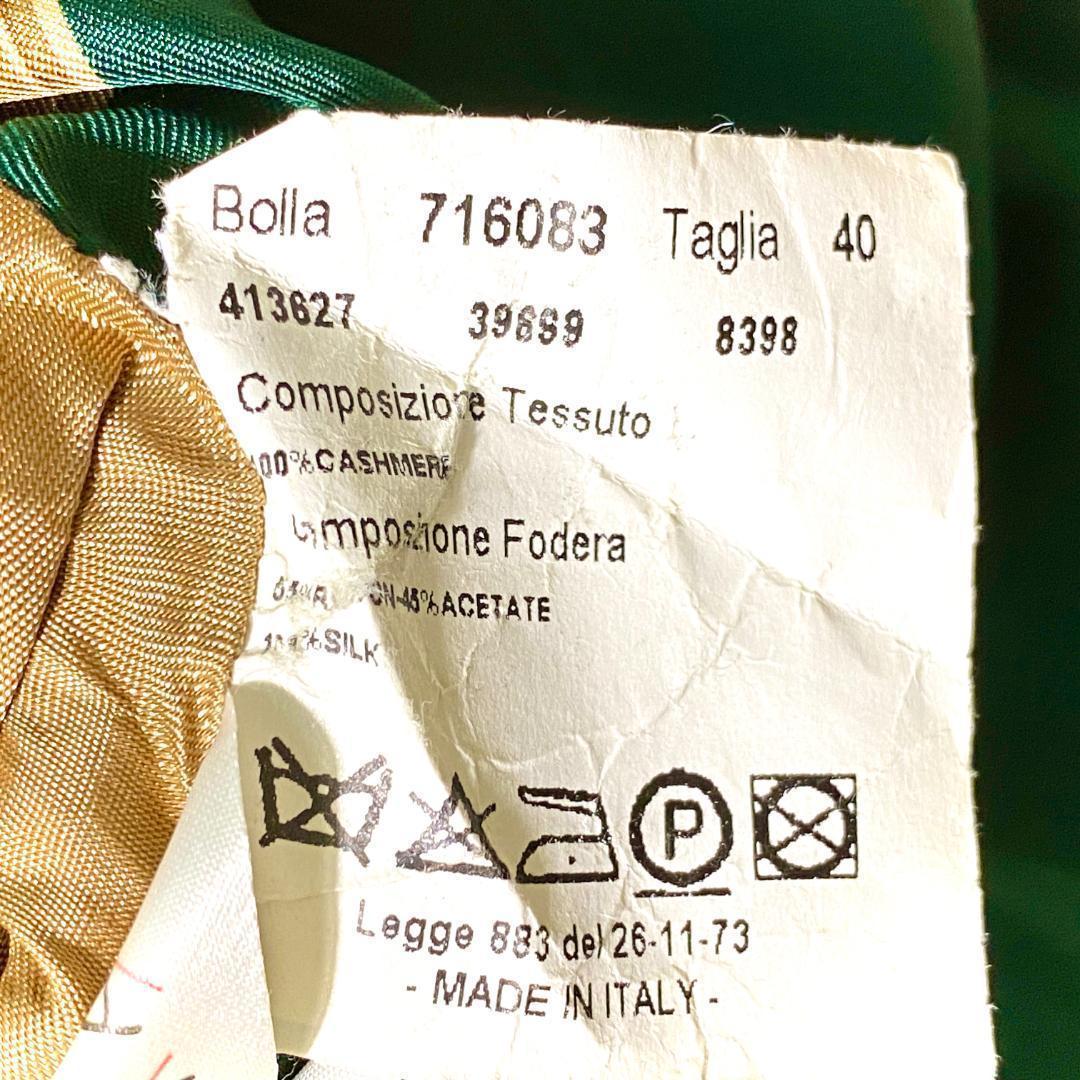 Bolla 716083 Taglia 40
413627 39699 8398
Composizione Tessuto
100%CASHMERE
Composizione Fodera
ACETATE
SILK
P
Legge 883 del 26-11-73
- MADE IN ITALY -